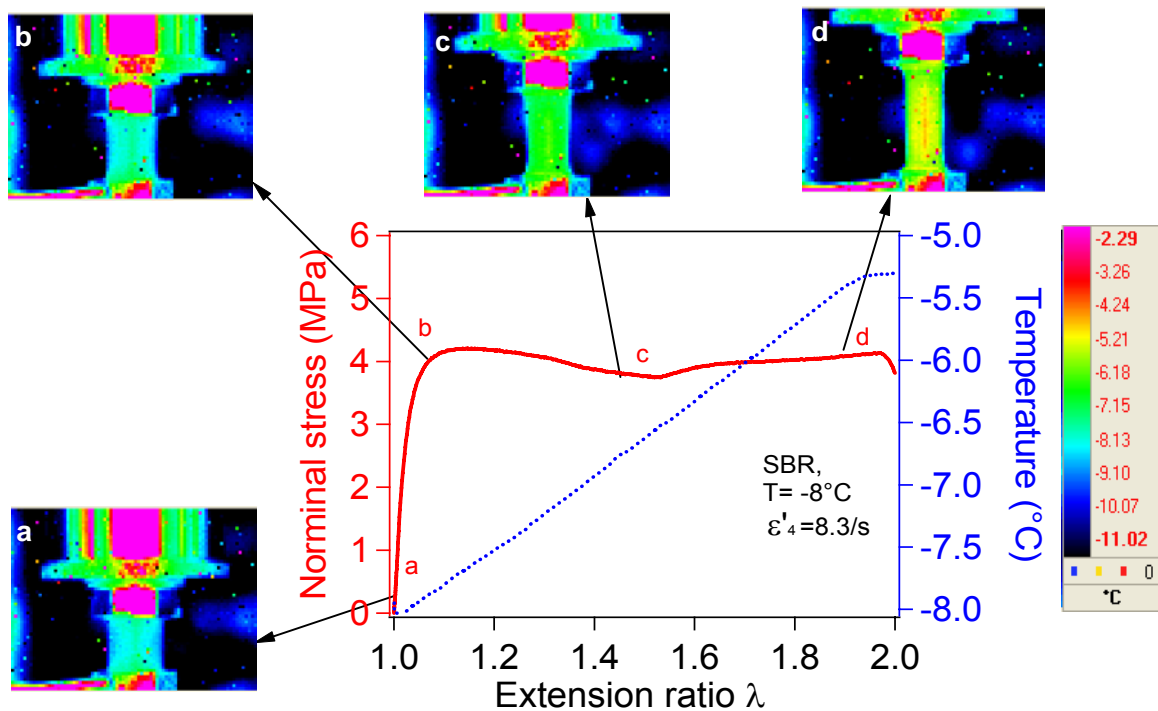 b
c
d
a
6
5
4
3
2
1
0
Norminal stress (MPa)
a
b
c
d
SBR,
T= -8°C
ε'4 =8.3/s
-5.0
-5.5
-6.0
-6.5
-7.0
-7.5
-8.0
Temperature (°C)
1.0 1.2 1.4 1.6 1.8 2.0
Extension ratio λ
-2.29
-3.26
-4.24
-5.21
-6.18
-7.15
-8.13
-9.10
-10.07
-11.02
0
°C